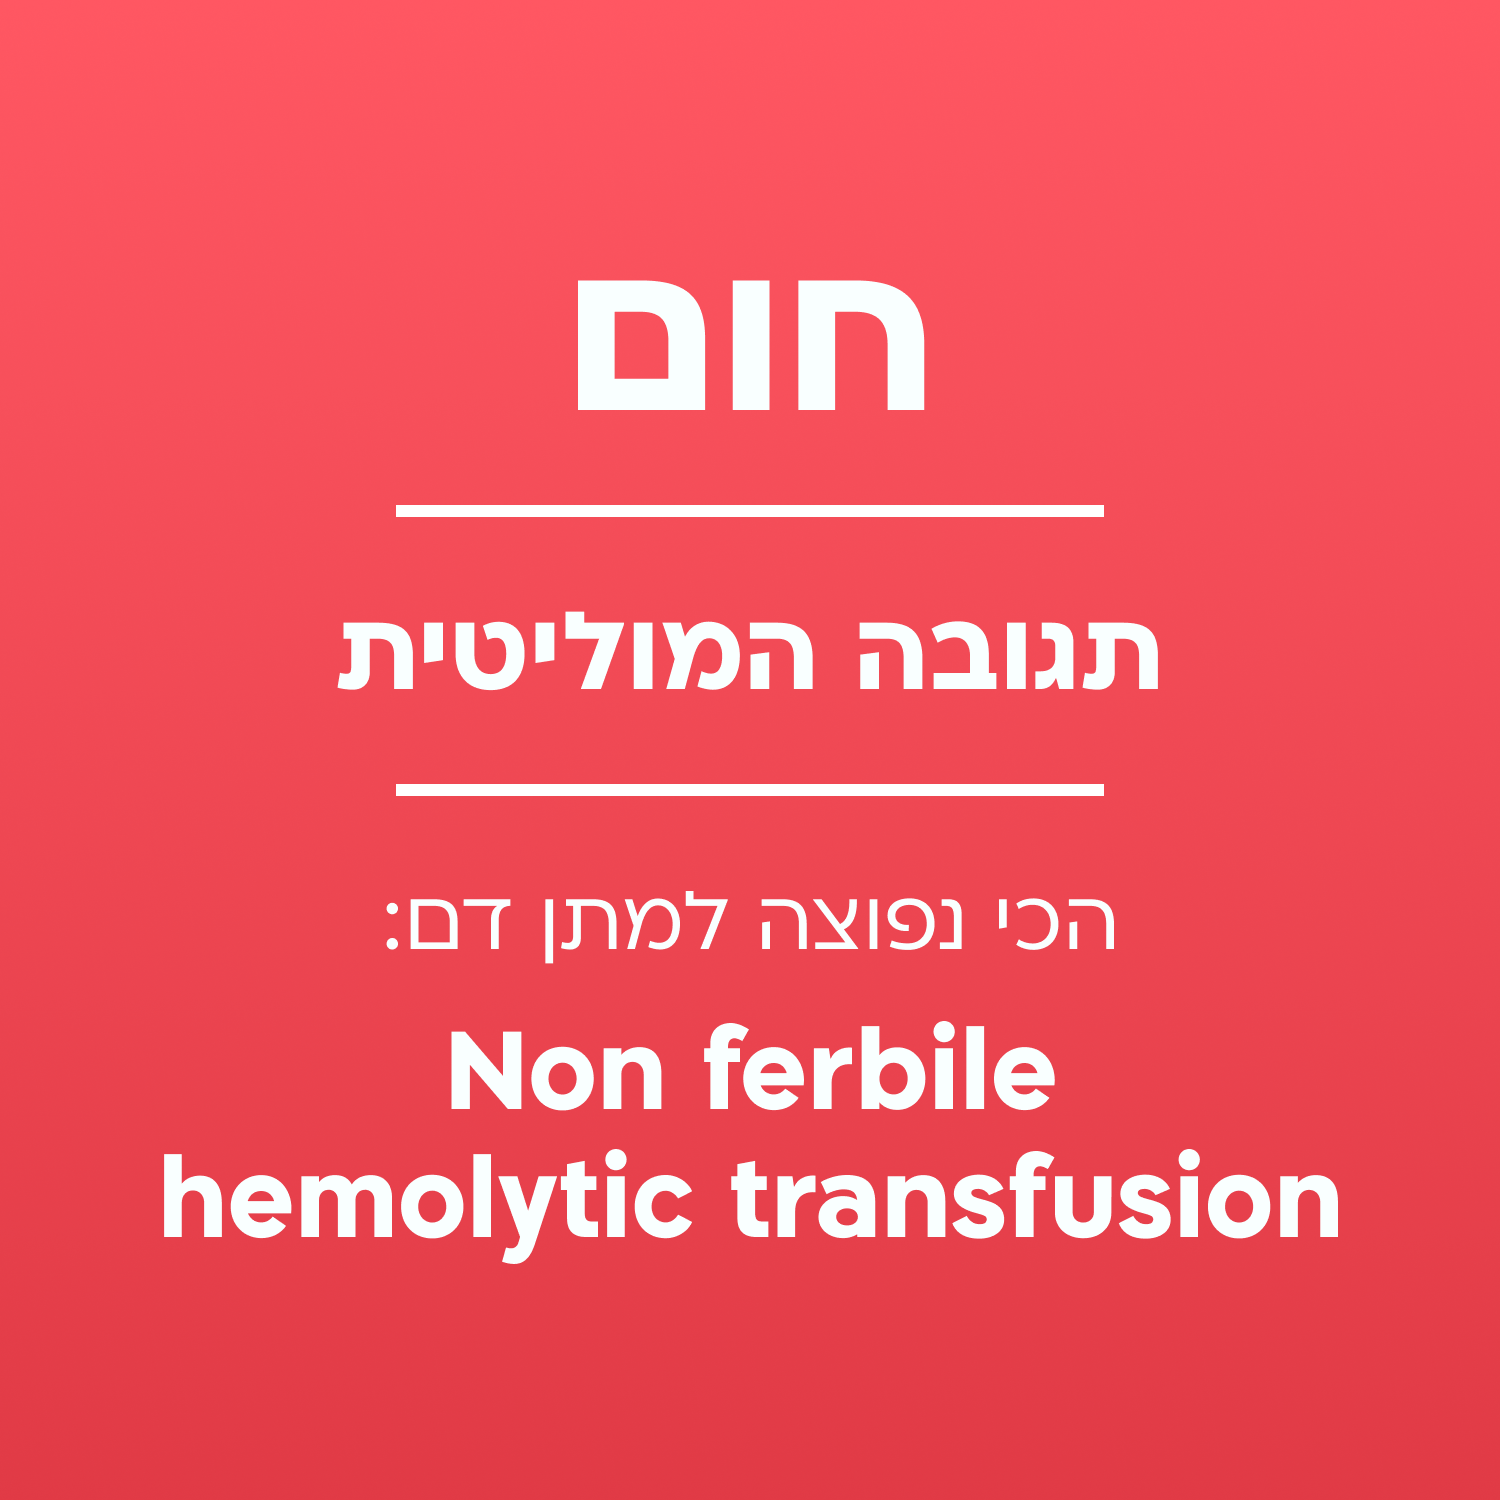 חום
תגובה המוליטית
הכי נפוצה למתן דם:
Non ferbile
hemolytic transfusion